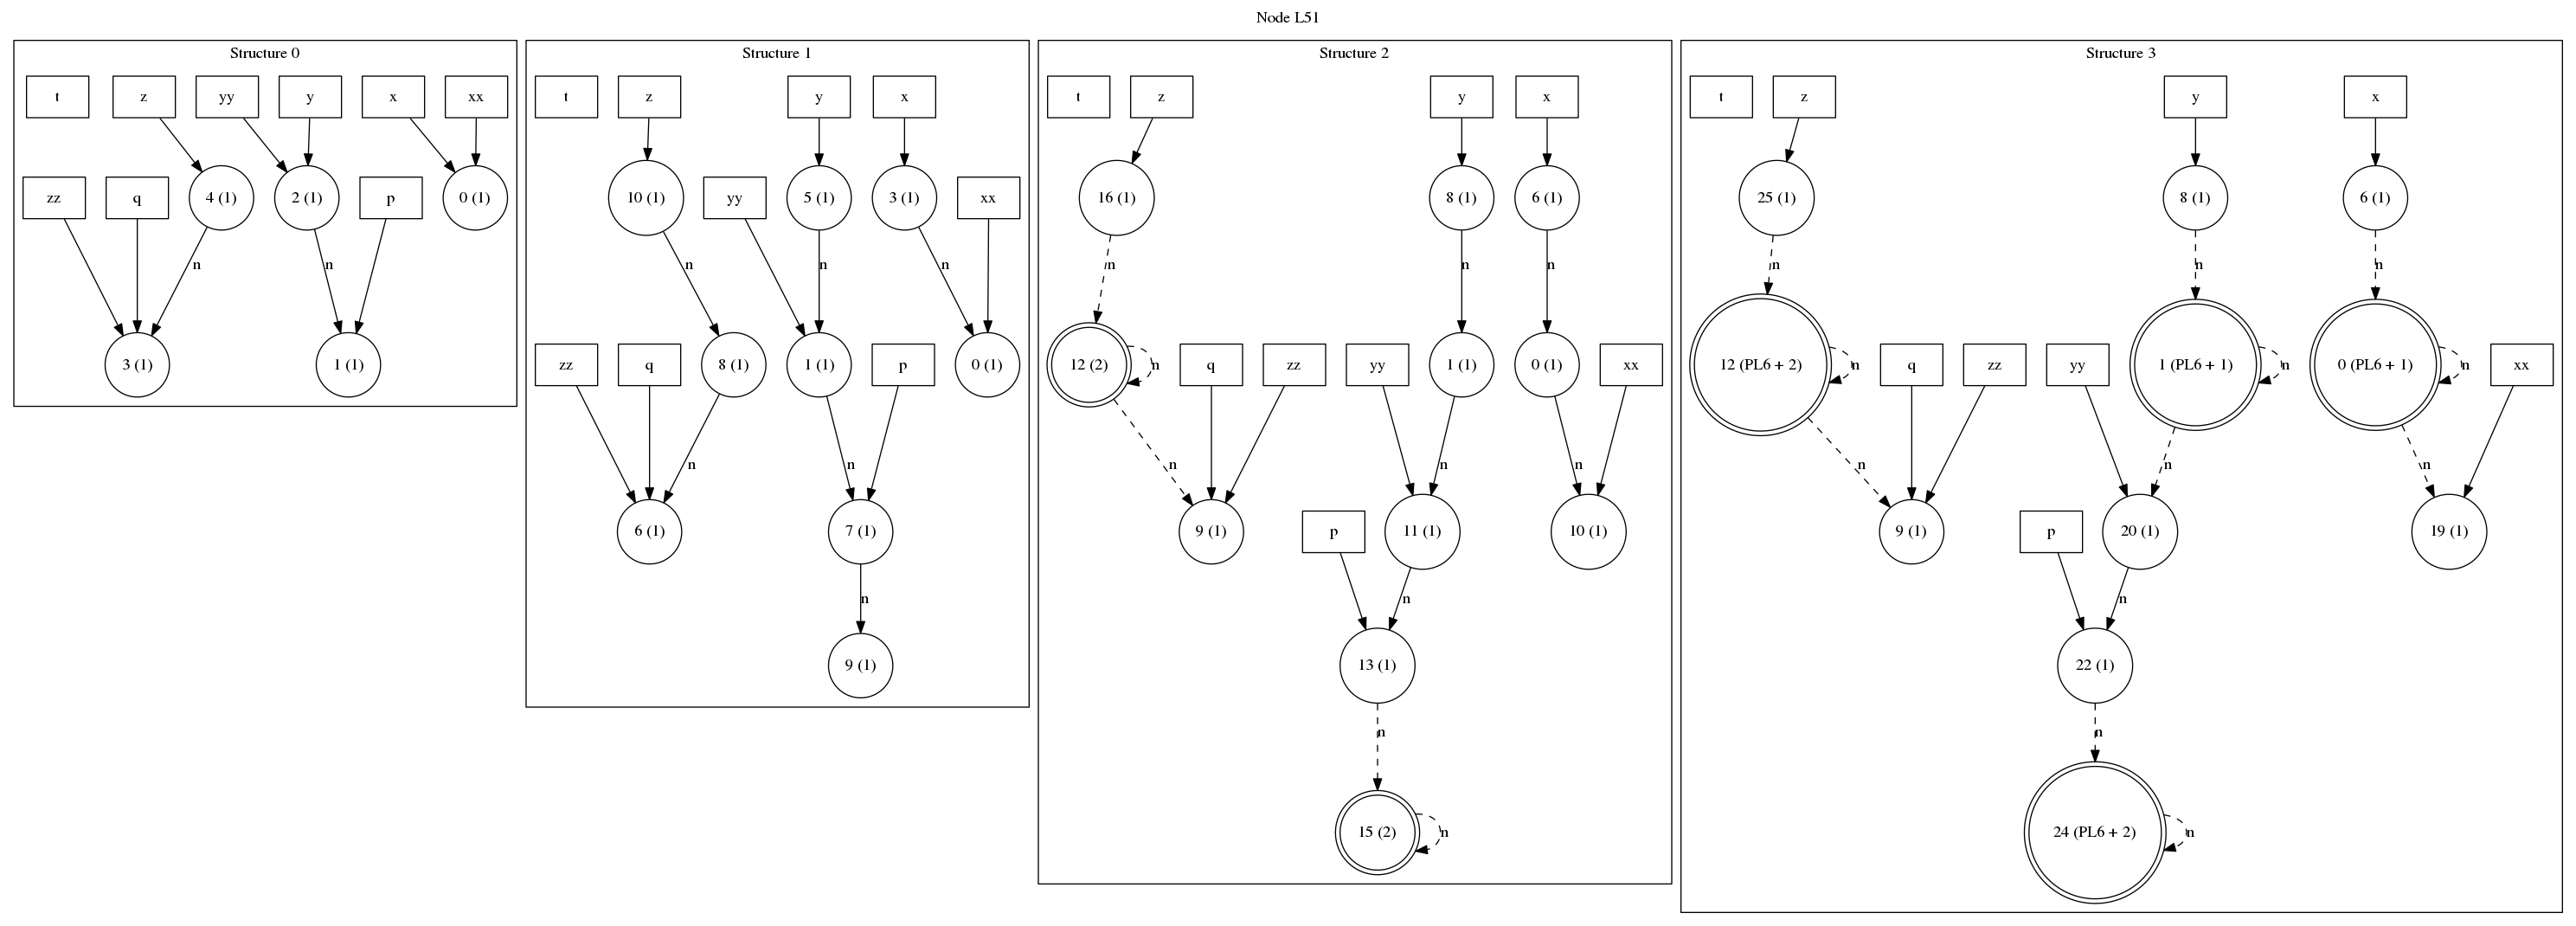 Node L51
Structure 0
t
z
yy
y
x
xx
zz
q
4 (1)
2 (1)
p
0 (1)
n
n
3 (1)
1 (1)
Structure 1
t
z
y
x
10 (1)
yy
5 (1)
3 (1)
xx
n
n
n
zz
q
8 (1)
1 (1)
p
0 (1)
n
n
6 (1)
7 (1)
n
9 (1)
Structure 2
t
z
y
x
16 (1)
8 (1)
6 (1)
n
n
n
12 (2)
n
q
zz
yy
1 (1)
0 (1)
xx
n
n
n
9 (1)
p
11 (1)
10 (1)
n
13 (1)
n
15 (2)
n
Structure 3
t
z
y
x
25 (1)
8 (1)
6 (1)
n
n
n
12 (PL6 + 2)
n
q
zz
yy
1 (PL6 + 1)
n
0 (PL6 + 1)
n
xx
n
n
n
9 (1)
p
20 (1)
19 (1)
n
22 (1)
n
24 (PL6 + 2)
n